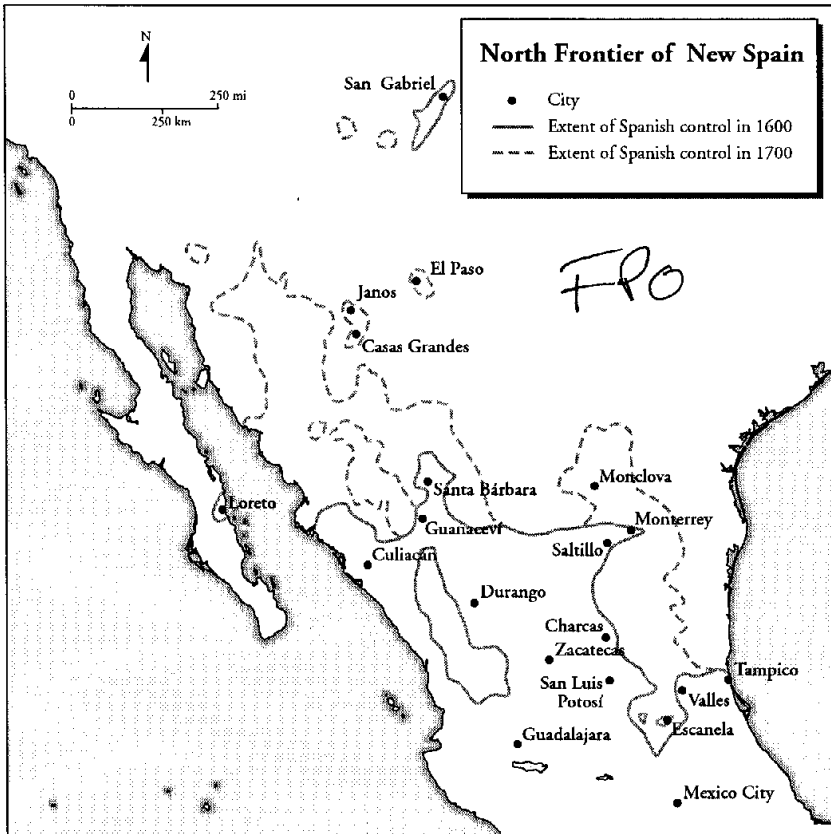 North Frontier of New Spain
City
Extent of Spanish control in 1600
Extent of Spanish control in 1700
N
0 250 mi
0 250 km
San Gabriel
FPO
El Paso
Janos
Casas Grandes
Santa Bárbara
Monclova
Loreto
Guanaceví
Monterrey
Saltillo
Culiacán
Durango
Charcas
Zacatecas
San Luis
Potosí
Tampico
Valles
Escanela
Guadalajara
Mexico City